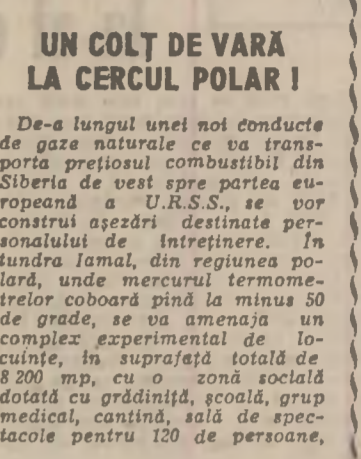 UN COLȚ DE VARĂ
LA CERCUL POLAR !
De-a lungul unei noi conducte
de gaze naturale ce va trans-
porta prețiosul combustibil din
Siberia de vest spre partea eu-
ropeană a U.R.S.S., se vor
construi așezări destinate per-
sonalului de întreținere. În
tundra Iamal, din regiunea po-
lară, unde mercurul termome-
trelor coboară pînă la minus 50
de grade, se va amenaja un
complex experimental de lo-
cuințe, în suprafață totală de
8 200 mp, cu o zonă socială
dotată cu grădiniță, școală, grup
medical, cantină, sală de spec-
tacole pentru 120 de persoane,